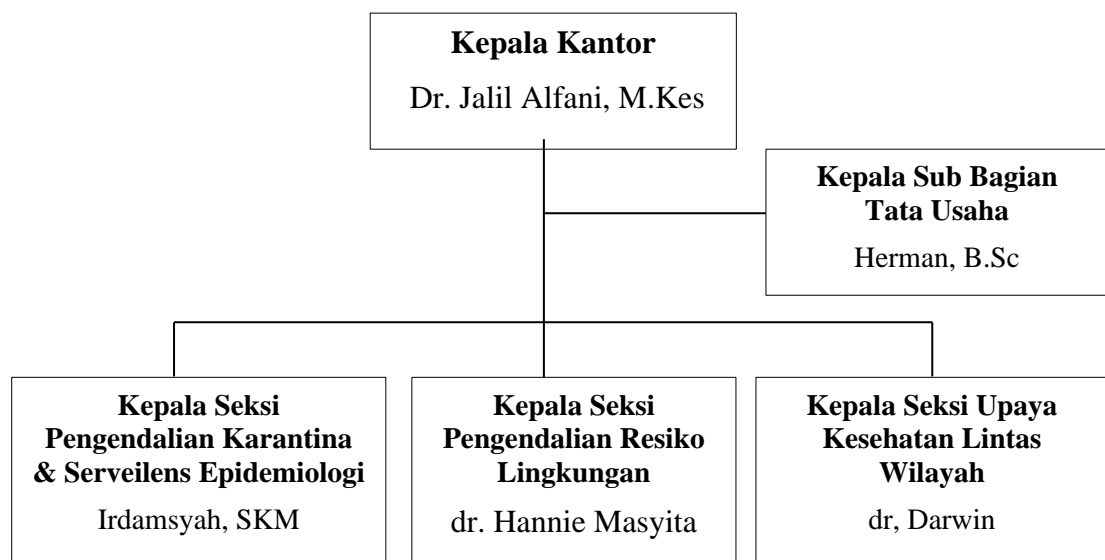 Kepala Kantor
Dr. Jalil Alfani, M.Kes
Kepala Sub Bagian
Tata Usaha
Herman, B.Sc
Kepala Seksi
Pengendalian Karantina
& Serveilens Epidemiologi
Irdamsyah, SKM
Kepala Seksi
Pengendalian Resiko
Lingkungan
dr. Hannie Masyita
Kepala Seksi Upaya
Kesehatan Lintas
Wilayah
dr, Darwin